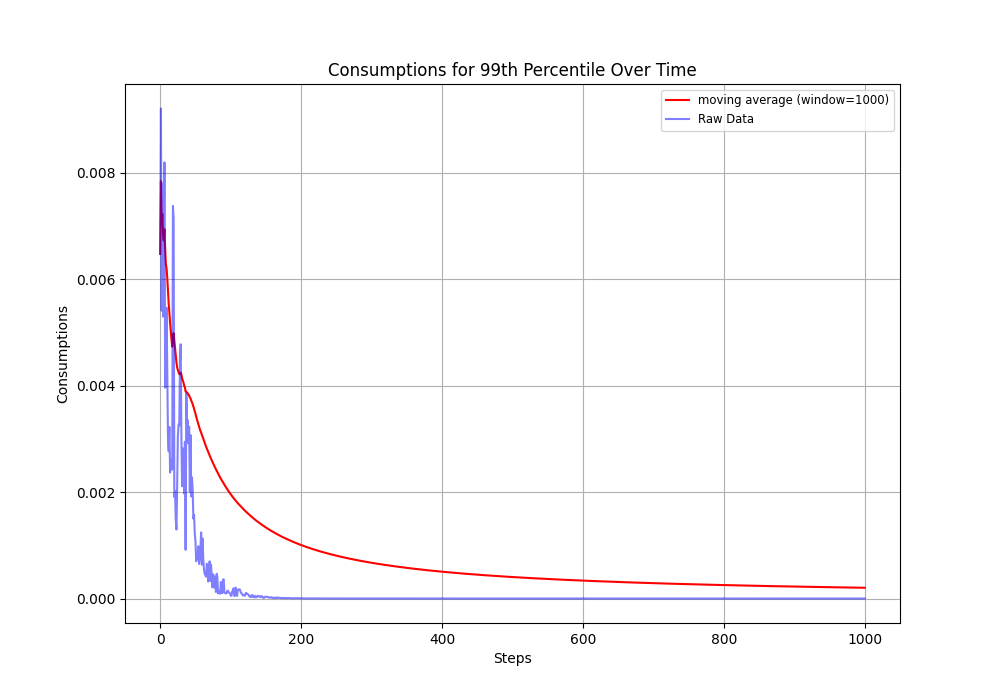 Consumptions for 99th Percentile Over Time
moving average (window=1000)
Raw Data
Consumptions
0.008
0.006
0.004
0.002
0.000
0
200
400
600
800
1000
Steps